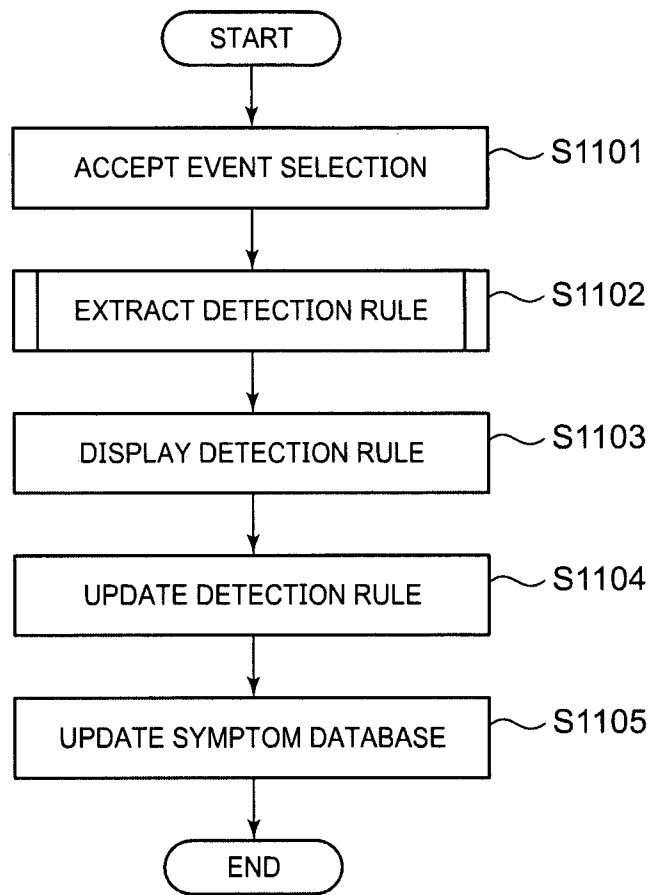 START
ACCEPT EVENT SELECTION
S1101
EXTRACT DETECTION RULE
S1102
DISPLAY DETECTION RULE
S1103
UPDATE DETECTION RULE
S1104
UPDATE SYMPTOM DATABASE
S1105
END